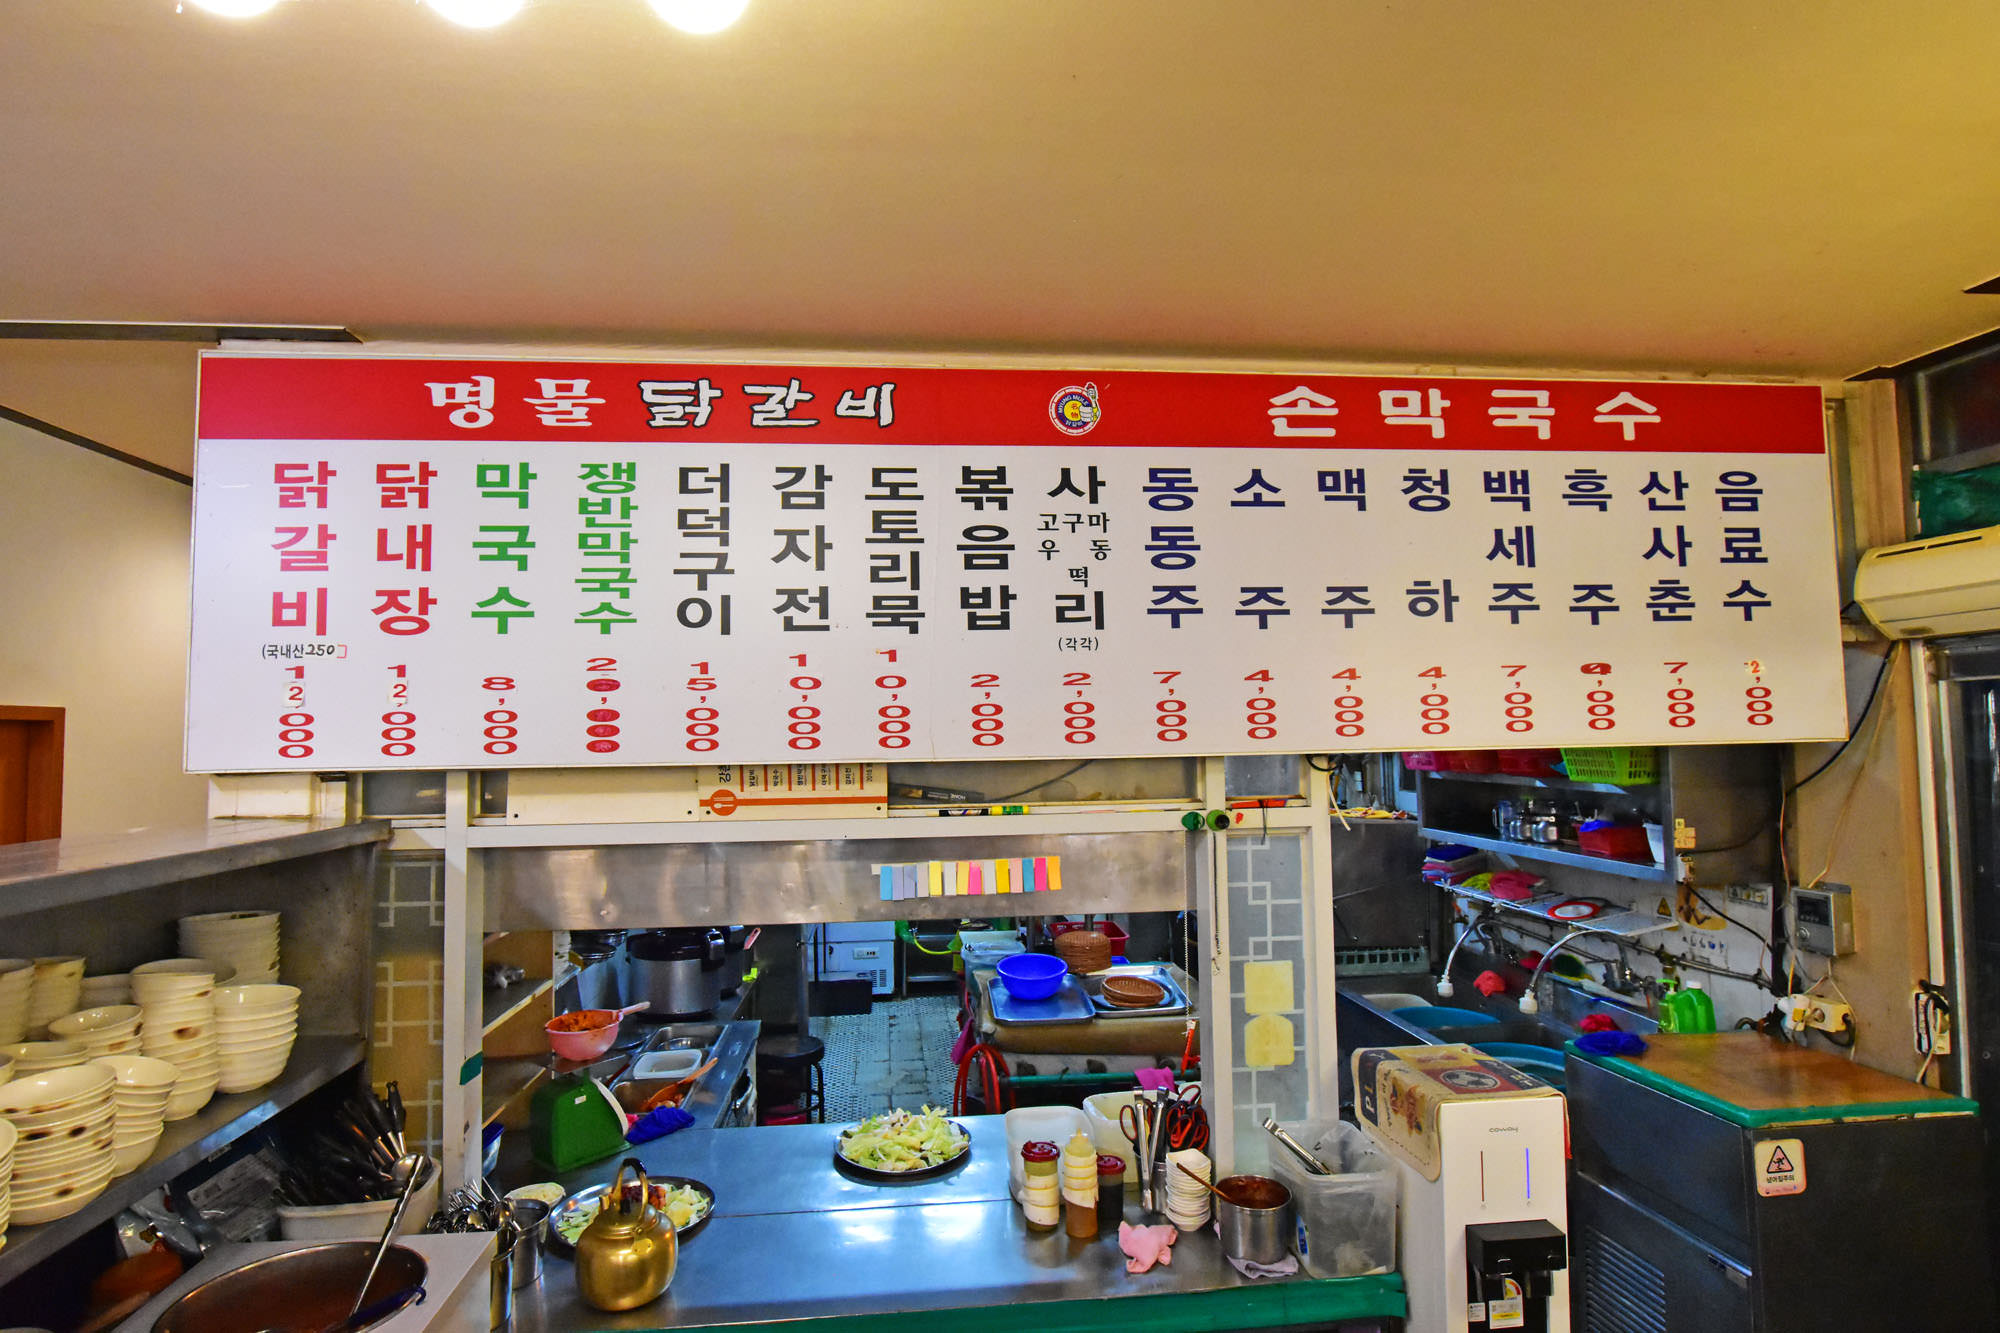 명물닭갈비
손막국수
닭갈비
(국내산250
12,000
닭내장
12,000
막국수
8,000
쟁반막국수
더덕구이
15,000
감자전
10,000
도토리묵
10,000
볶음밥
2,000
사리
고구마
우동
떡
(각각)
2,000
동동주
7,000
소주
4,000
맥주
4,000
청하
4,000
백세주
7,000
흑주
산사춘
7,000
음료수
2,000
coway